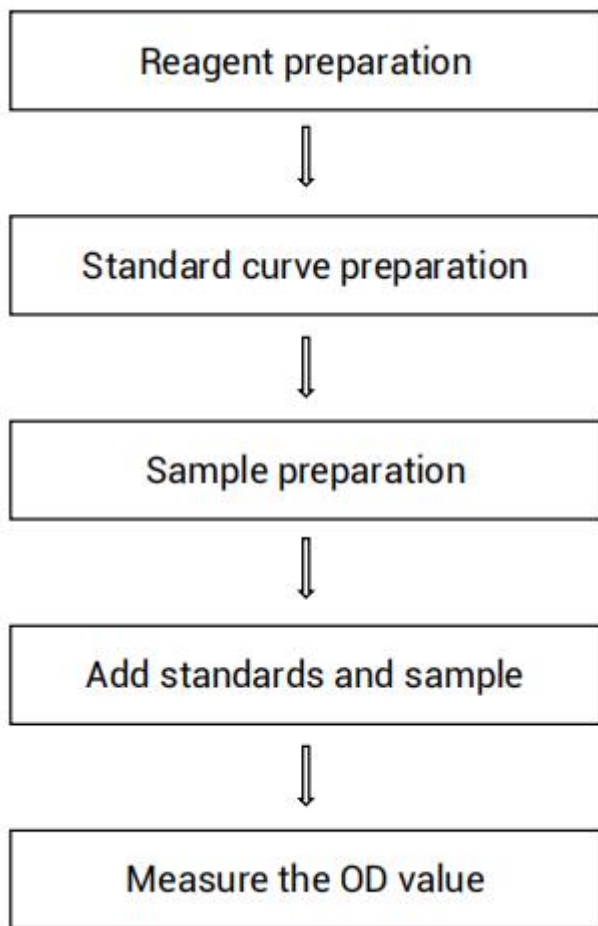 Reagent preparation
Standard curve preparation
Sample preparation
Add standards and sample
Measure the OD value